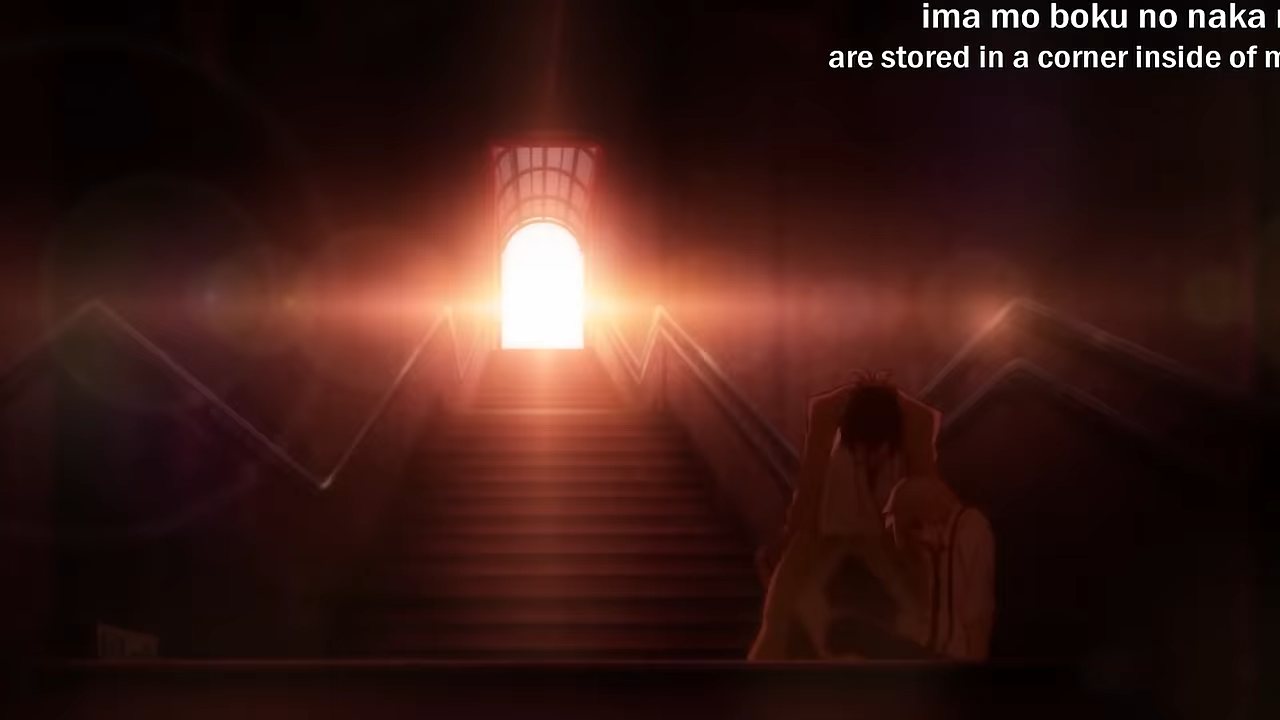 ima mo boku no naka
are stored in a corner inside of